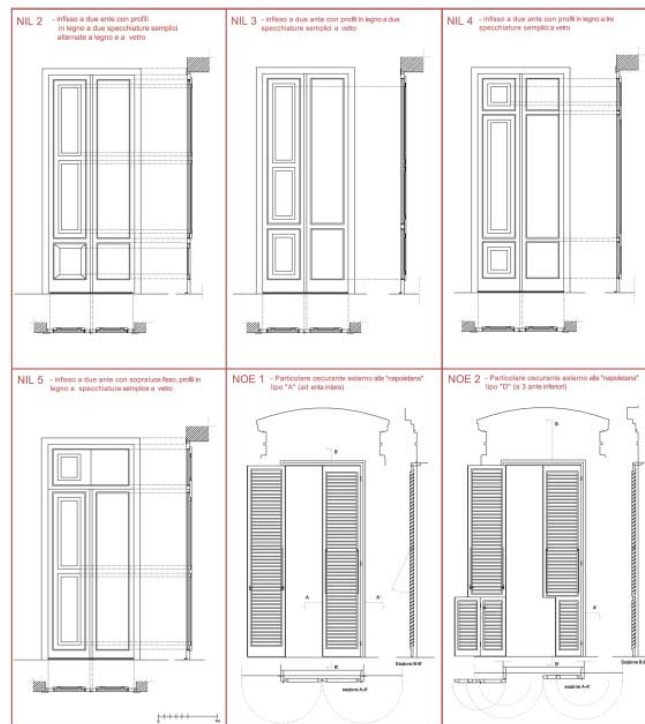 NIL 2 - infisso a due ante con profili
in legno a due specchiature semplici
alternate a legno e a vetro
NIL 3 - infisso a due ante con profili in legno a due
specchiature semplici a vetro
NIL 4 - infisso a due ante con profili in legno a tre
specchiature semplici a vetro
NIL 5 - infisso a due ante con sopraluce fisso, profili in
legno a specchiatura semplice a vetro
NOE 1 - Particolare oscurante esterno alla "napoletana"
tipo "A" (ad anta intera)
B
A A'
B'
Sezione B-B'
sezione A-A'
NOE 2 - Particolare oscurante esterno alla "napoletana"
tipo "D" (a 3 ante inferiori)
B
A'
B'
sezione A-A'